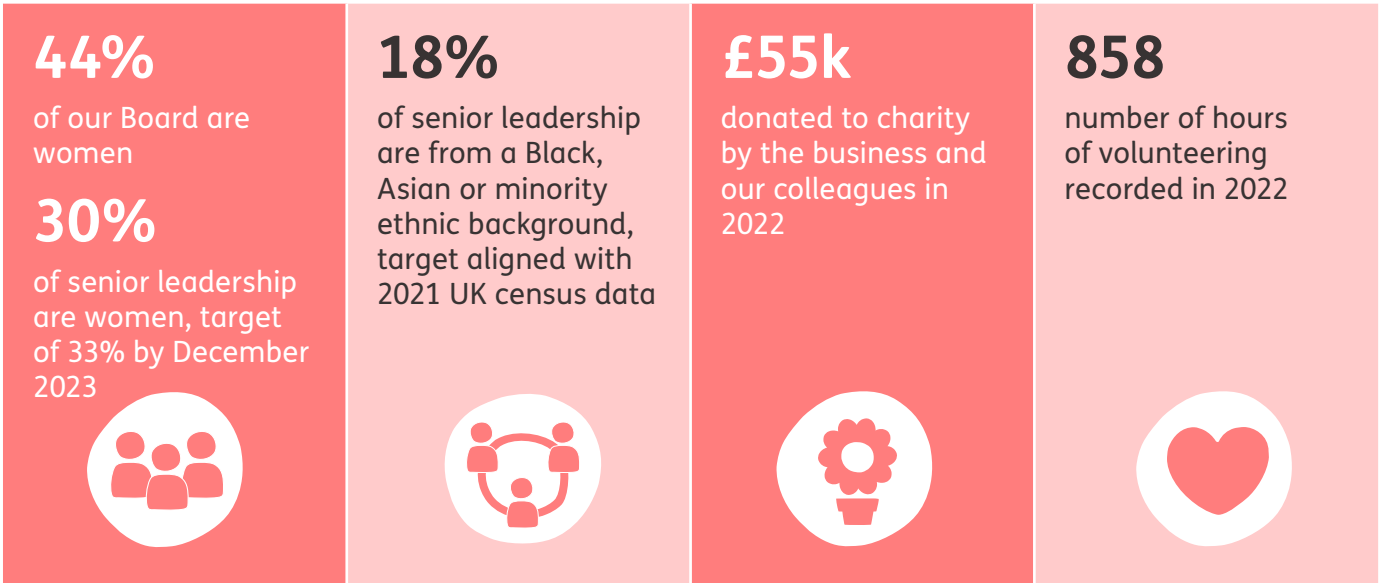 44%
of our Board are
women
30%
of senior leadership
are women, target
of 33% by December
2023
18%
of senior leadership
are from a Black,
Asian or minority
ethnic background,
target aligned with
2021 UK census data
£55k
donated to charity
by the business and
our colleagues in
2022
858
number of hours
of volunteering
recorded in 2022